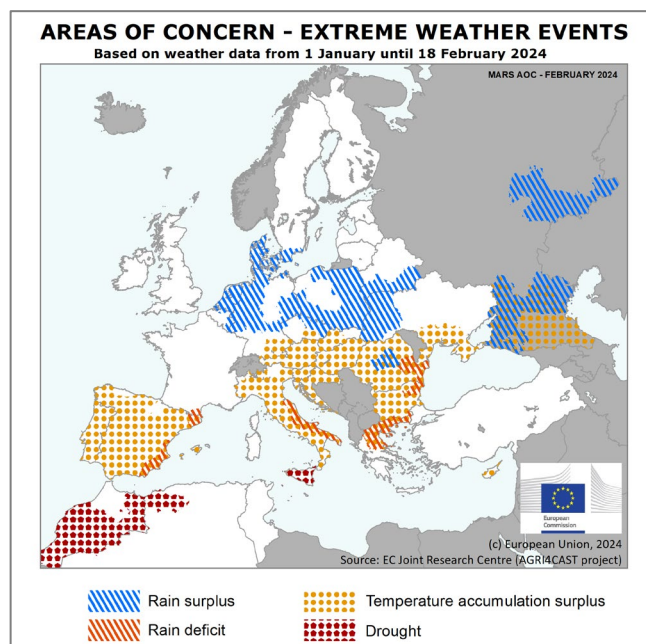 AREAS OF CONCERN - EXTREME WEATHER EVENTS
Based on weather data from 1 January until 18 February 2024
MARS AOC - FEBRUARY 2024
European
Commission
(c) European Union, 2024
Source: EC Joint Research Centre (AGRI4CAST project)
Rain surplus
Temperature accumulation surplus
Rain deficit
Drought